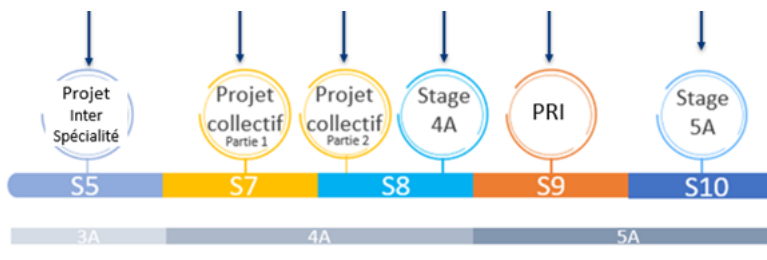 Projet
Inter
Spécialité
Projet
collectif
Partie 1
Projet
collectif
Partie 2
Stage
4A
PRI
Stage
5A
S5
S7
S8
S9
S10
3A
4A
5A